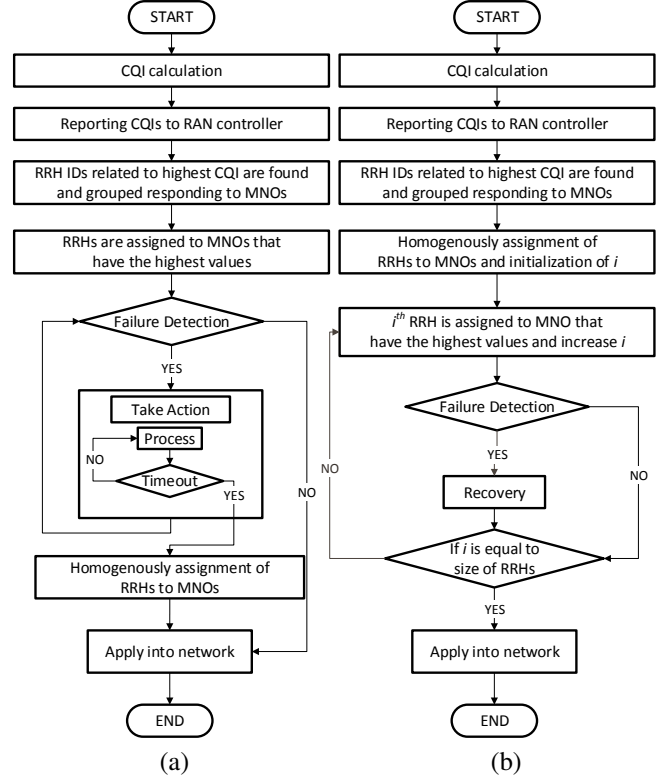 START
CQI calculation
Reporting CQIs to RAN controller
RRH IDs related to highest CQI are found
and grouped responding to MNOs
RRHs are assigned to MNOs that
have the highest values
Failure Detection
YES
Take Action
Process
NO
Timeout
YES
NO
Homogenously assignment of
RRHs to MNOs
Apply into network
END
(a)
START
CQI calculation
Reporting CQIs to RAN controller
RRH IDs related to highest CQI are found
and grouped responding to MNOs
Homogenously assignment of
RRHs to MNOs and initialization of i
i th RRH is assigned to MNO that
have the highest values and increase i
Failure Detection
YES
NO
NO
Recovery
If i is equal to
size of RRHs
YES
Apply into network
END
(b)